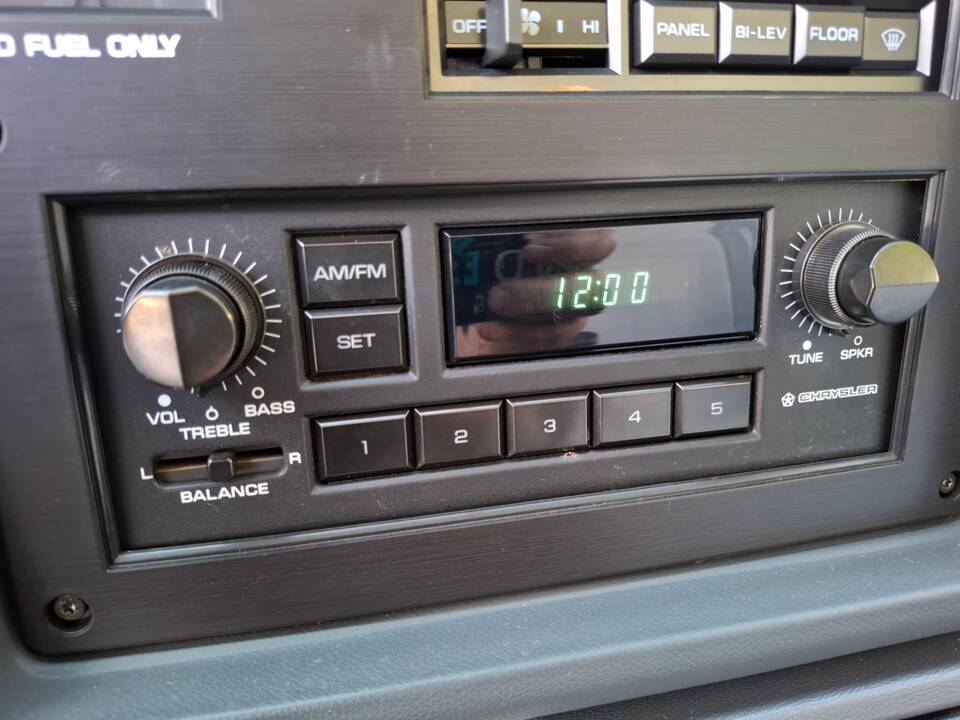 OFF I HI
PANEL
BI-LEV
FLOOR
D FUEL ONLY
AM/FM
SET
12:00
VOL
TREBLE
BASS
L R
BALANCE
1 2 3 4 5
TUNE SPKR
CHRYSLER